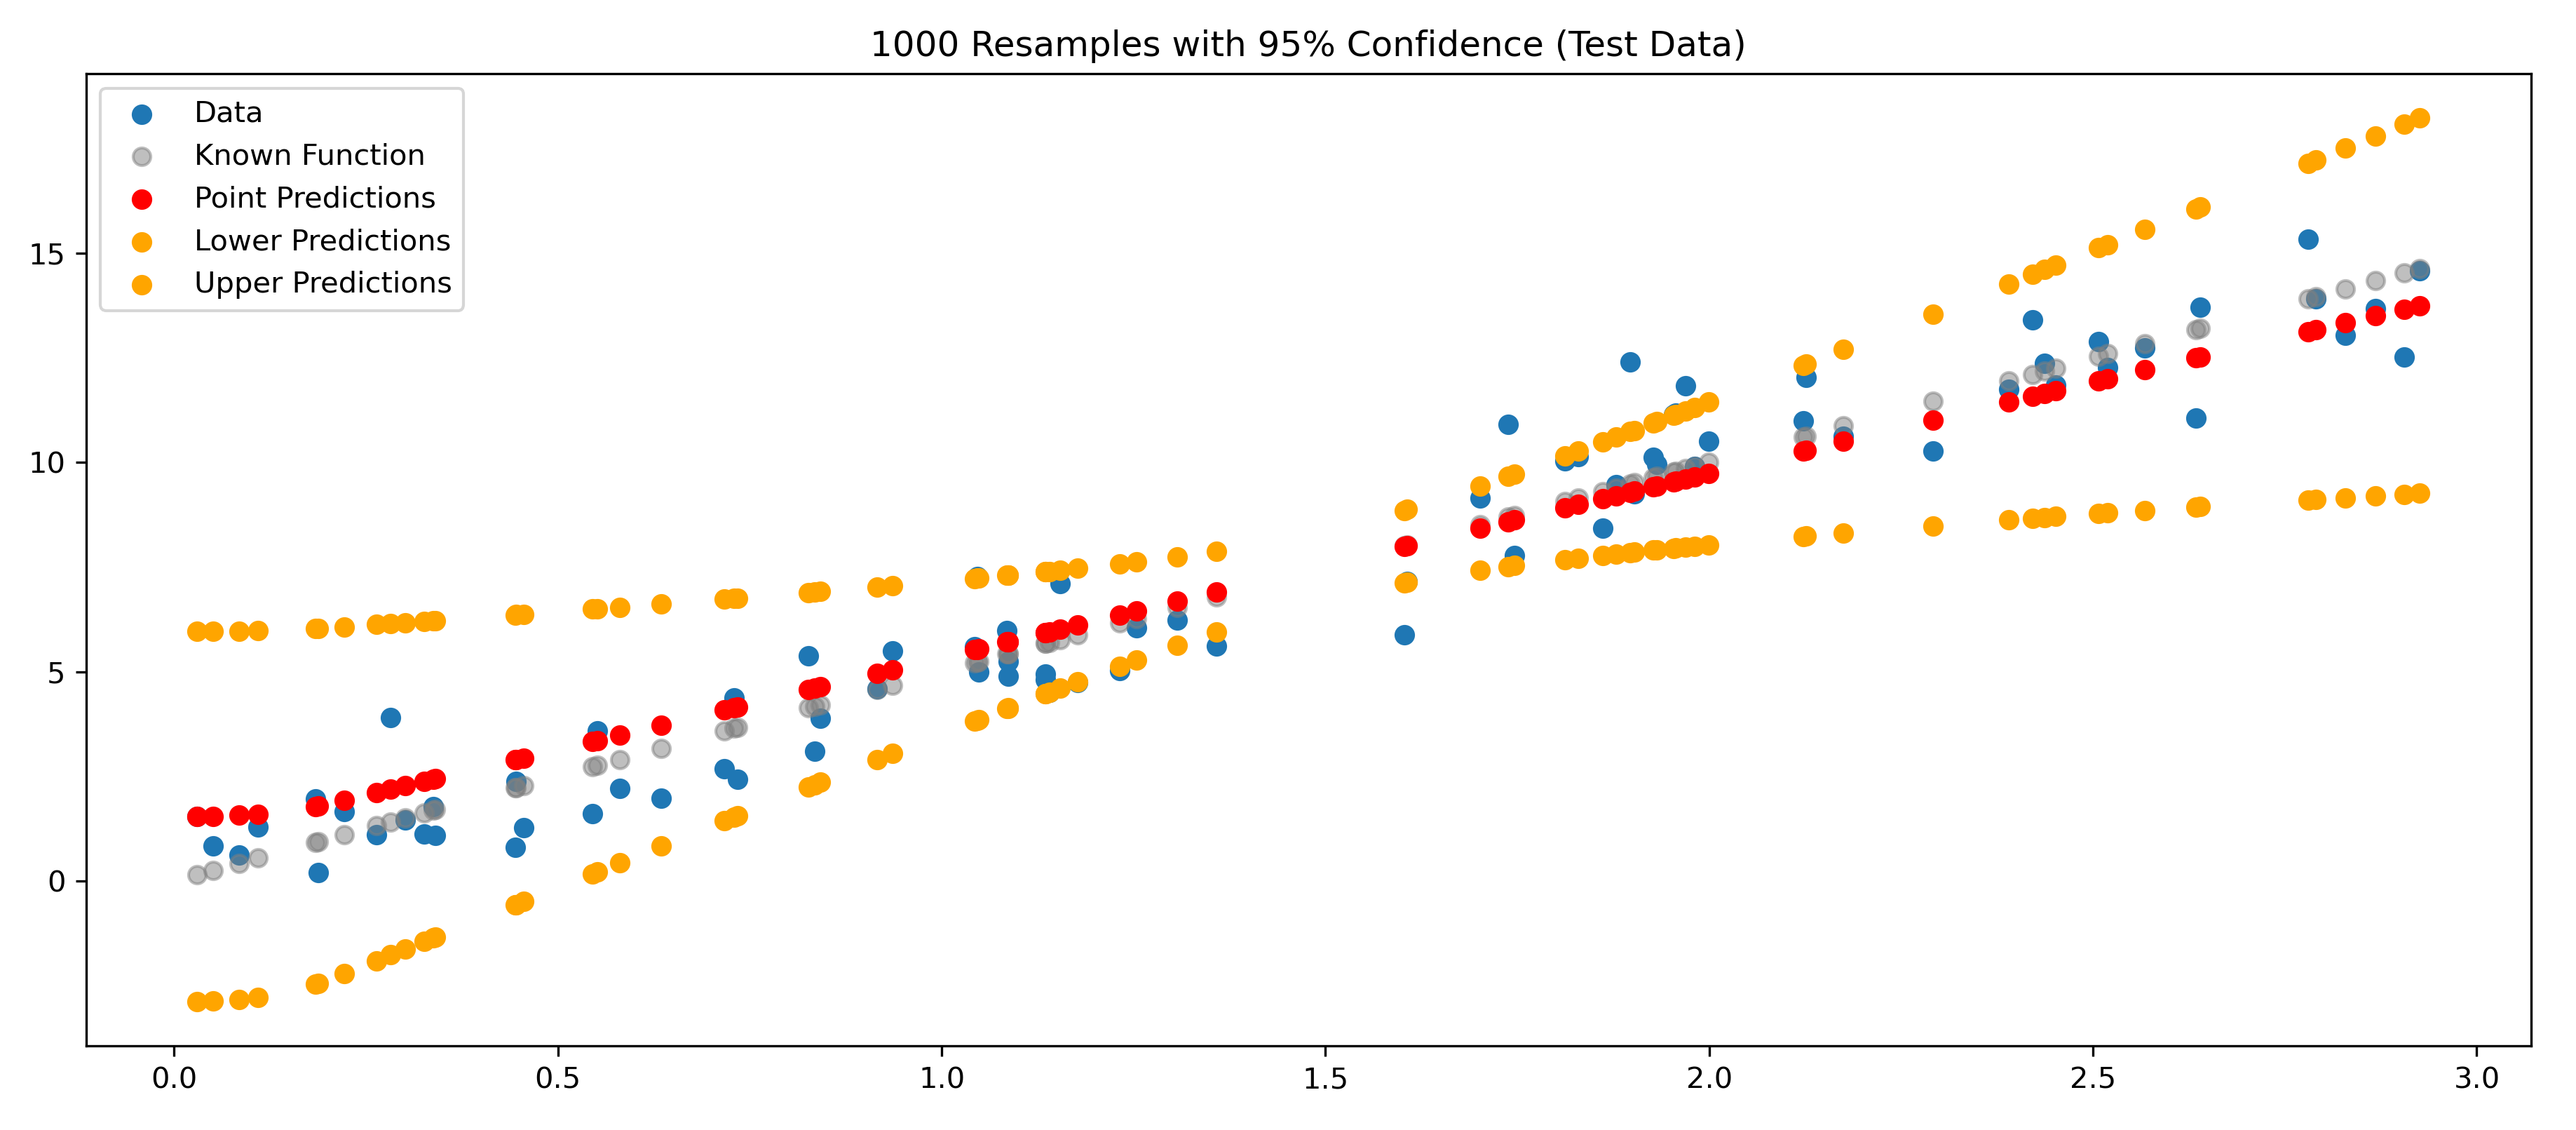 1000 Resamples with 95% Confidence (Test Data)
Data
Known Function
Point Predictions
Lower Predictions
Upper Predictions
15
10
5
0
0.0 0.5 1.0 1.5 2.0 2.5 3.0